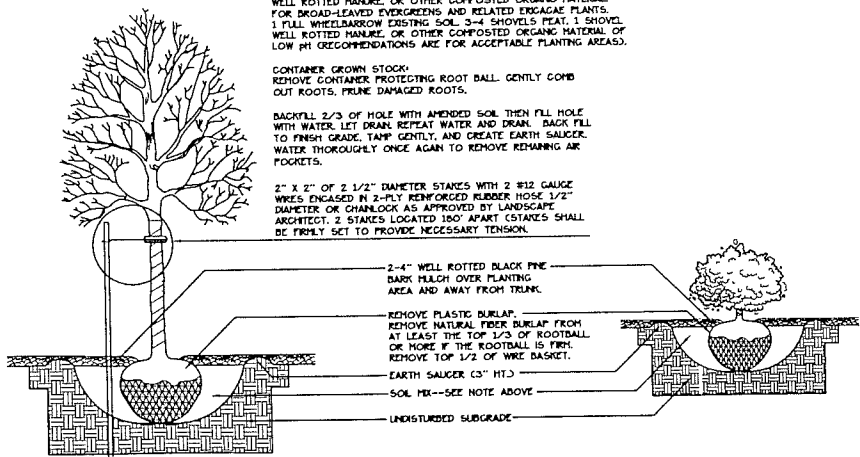 WELL ROTTED MANURE, OR OTHER COMPOSTED ORGANIC MATERIAL
FOR BROAD-LEAVED EVERGREENS AND RELATED ERICACAE PLANTS.
1 FULL WHEELBARROW EXISTING SOIL 3-4 SHOVELS PEAT, 1 SHOVEL
WELL ROTTED MANURE, OR OTHER COMPOSTED ORGANIC MATERIAL OF
LOW pH (RECOMMENDATIONS ARE FOR ACCEPTABLE PLANTING AREAS).
CONTAINER GROWN STOCK:
REMOVE CONTAINER PROTECTING ROOT BALL. GENTLY COMB
OUT ROOTS, PRUNE DAMAGED ROOTS.
BACKFILL 2/3 OF HOLE WITH AMENDED SOIL THEN FILL HOLE
WITH WATER. LET DRAIN. REPEAT WATER AND DRAIN. BACK FILL
TO FINISH GRADE, TAMP GENTLY, AND CREATE EARTH SAUCER.
WATER THOROUGHLY ONCE AGAIN TO REMOVE REMAINING AIR
POCKETS.
2" X 2" OF 2 1/2" DIAMETER STAKES WITH 2 #12 GAUGE
WIRES ENCASED IN 2-PLY REINFORCED RUBBER HOSE 1/2"
DIAMETER OR CHAINLOCK AS APPROVED BY LANDSCAPE
ARCHITECT. 2 STAKES LOCATED 180' APART (STAKES SHALL
BE FIRMLY SET TO PROVIDE NECESSARY TENSION.
2-4" WELL ROTTED BLACK PINE
BARK MULCH OVER PLANTING
AREA AND AWAY FROM TRUNK.
REMOVE PLASTIC BURLAP.
REMOVE NATURAL FIBER BURLAP FROM
AT LEAST THE TOP 1/3 OF ROOTBALL
OR MORE IF THE ROOTBALL IS FIRM.
REMOVE TOP 1/2 OF WIRE BASKET.
EARTH SAUCER (3" HT.)
SOIL MIX--SEE NOTE ABOVE
UNDISTURBED SUBGRADE